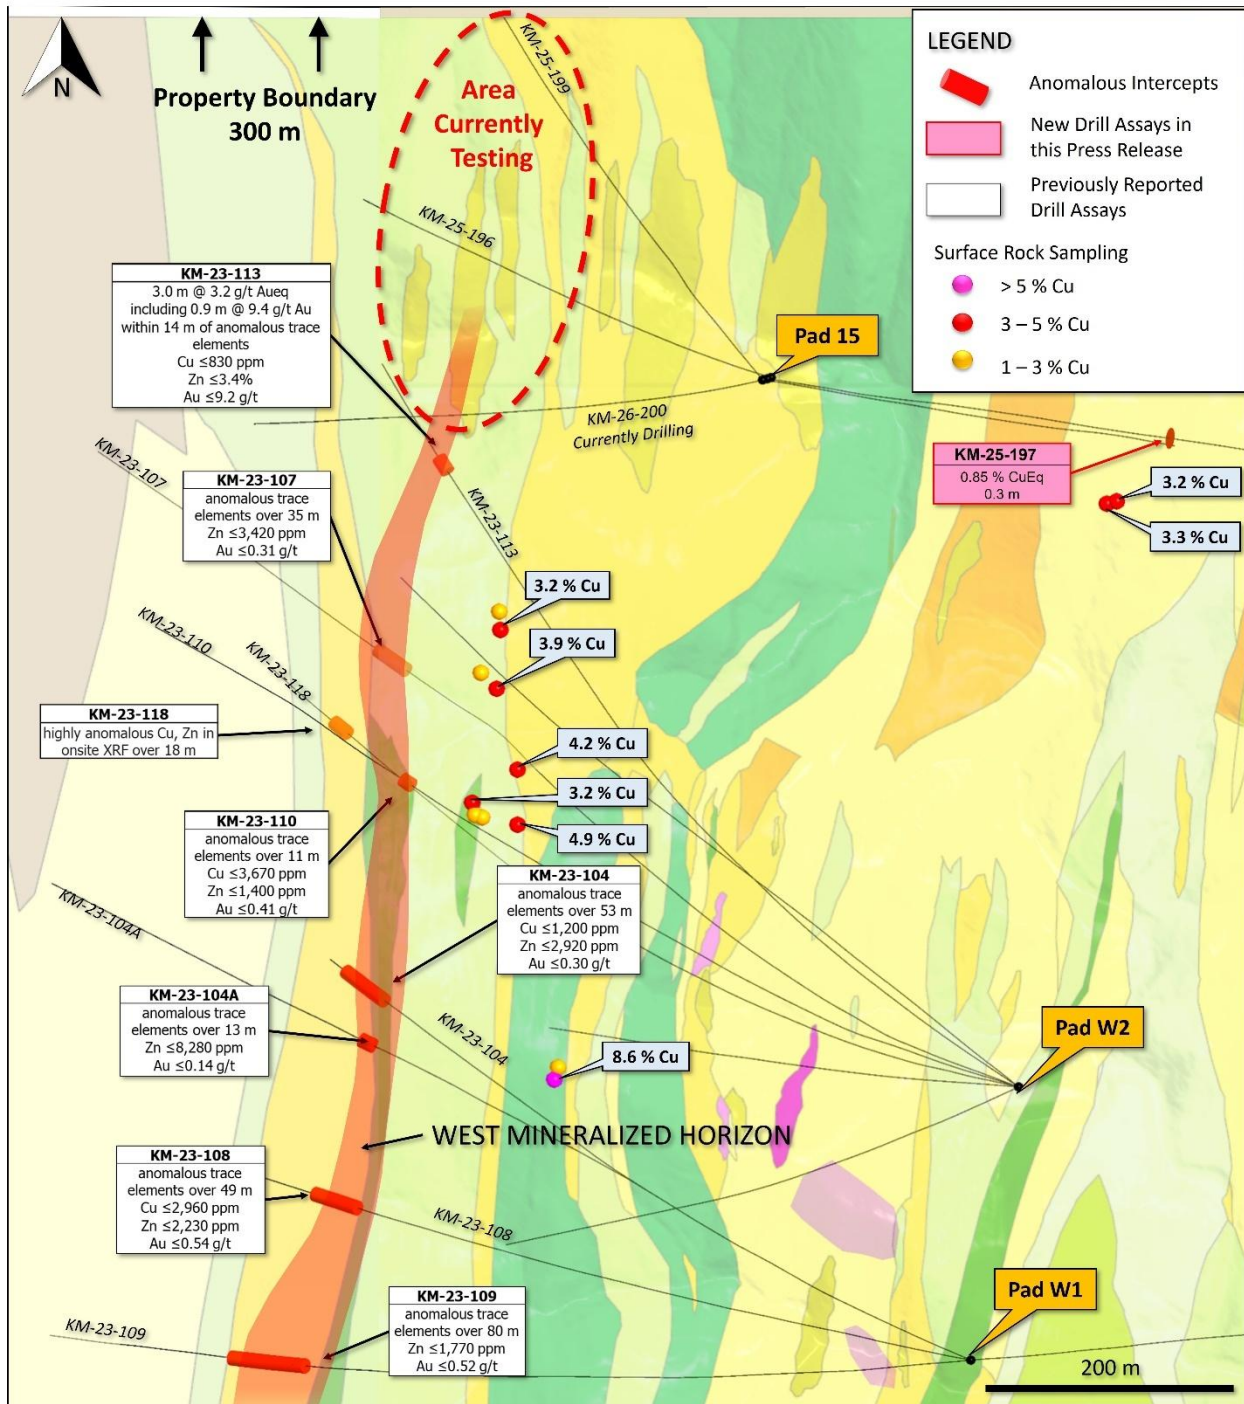 N
Property Boundary
300 m
Area
Currently
Testing
KM-25-199
KM-25-196
LEGEND
Anomalous Intercepts
New Drill Assays in
this Press Release
Previously Reported
Drill Assays
Surface Rock Sampling
> 5 % Cu
3 – 5 % Cu
1 – 3 % Cu
KM-23-113
3.0 m @ 3.2 g/t Aueq
including 0.9 m @ 9.4 g/t Au
within 14 m of anomalous trace
elements
Cu ≤830 ppm
Zn ≤3.4%
Au ≤9.2 g/t
Pad 15
KM-26-200
Currently Drilling
KM-25-197
0.85 % CuEq
0.3 m
3.2 % Cu
3.3 % Cu
KM-23-107
KM-23-107
anomalous trace
elements over 35 m
Zn ≤3,420 ppm
Au ≤0.31 g/t
KM-23-113
3.2 % Cu
3.9 % Cu
KM-23-110
KM-23-118
KM-23-118
highly anomalous Cu, Zn in
onsite XRF over 18 m
4.2 % Cu
3.2 % Cu
4.9 % Cu
KM-23-110
anomalous trace
elements over 11 m
Cu ≤3,670 ppm
Zn ≤1,400 ppm
Au ≤0.41 g/t
KM-23-104
anomalous trace
elements over 53 m
Cu ≤1,200 ppm
Zn ≤2,920 ppm
Au ≤0.30 g/t
KM-23-104A
KM-23-104A
anomalous trace
elements over 13 m
Zn ≤8,280 ppm
Au ≤0.14 g/t
KM-23-104
8.6 % Cu
Pad W2
WEST MINERALIZED HORIZON
KM-23-108
anomalous trace
elements over 49 m
Cu ≤2,960 ppm
Zn ≤2,230 ppm
Au ≤0.54 g/t
KM-23-108
KM-23-109
KM-23-109
anomalous trace
elements over 80 m
Zn ≤1,770 ppm
Au ≤0.52 g/t
Pad W1
200 m